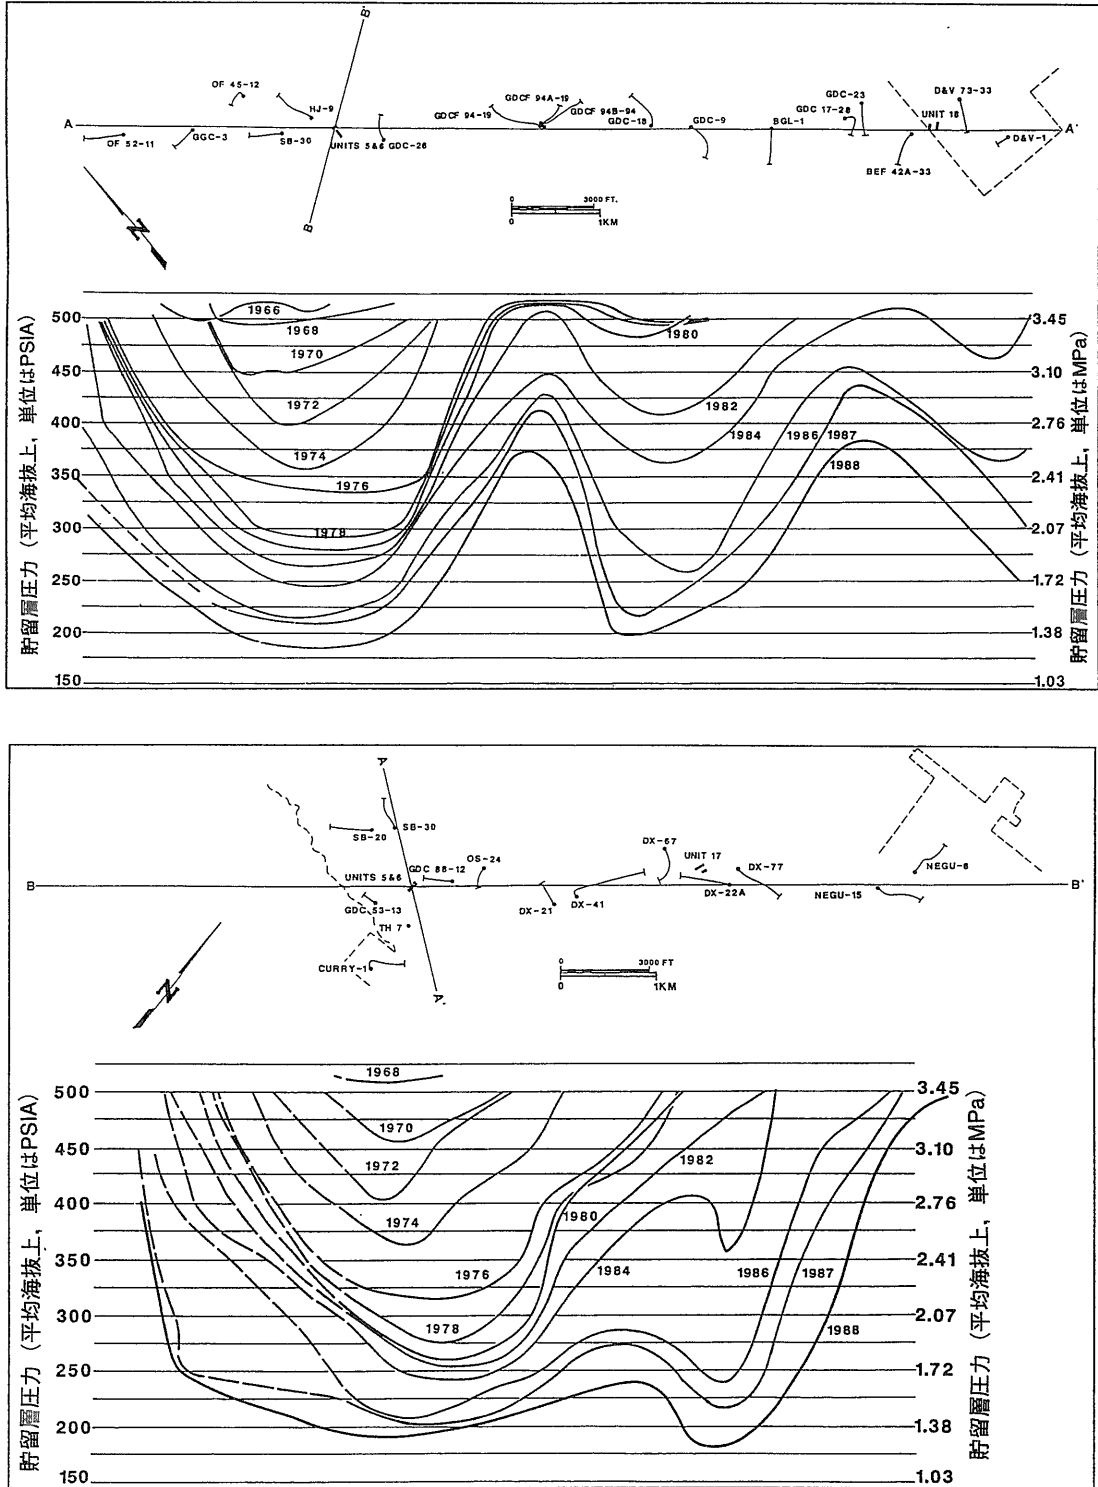 B'
OF 45-12
HJ-9
GDCF 94A-19
GDCF 94-19
GDCF 94B-94
GDC-18
GDC-9
GDC-23
GDC 17-28
D&V 73-33
UNIT 18
A
A'
OF 52-11
GGC-3
SB-30
UNITS 5&6
GDC-26
BGL-1
BEF 42A-33
D&V-1
B
0 3000 FT.
0 1KM
N
貯留層圧力 (平均海抜上, 単位はPSIA)
500
450
400
350
300
250
200
150
1966
1968
1970
1972
1974
1976
1978
1980
1982
1984
1986
1987
1988
3.45
3.10
2.76
2.41
2.07
1.72
1.38
1.03
貯留層圧力 (平均海抜上, 単位はMPa)
A
SB-20
SB-30
OS-24
GDC 88-12
UNITS 5&6
DX-67
UNIT 17
DX-77
NEGU-8
B
B'
GDC 53-13
DX-21
DX-41
DX-22A
NEGU-15
TH 7
CURRY-1
A'
0 3000 FT
0 1KM
N
貯留層圧力 (平均海抜上, 単位はPSIA)
500
450
400
350
300
250
200
150
1968
1970
1972
1974
1976
1978
1980
1982
1984
1986
1987
1988
3.45
3.10
2.76
2.41
2.07
1.72
1.38
1.03
貯留層圧力 (平均海抜上, 単位はMPa)